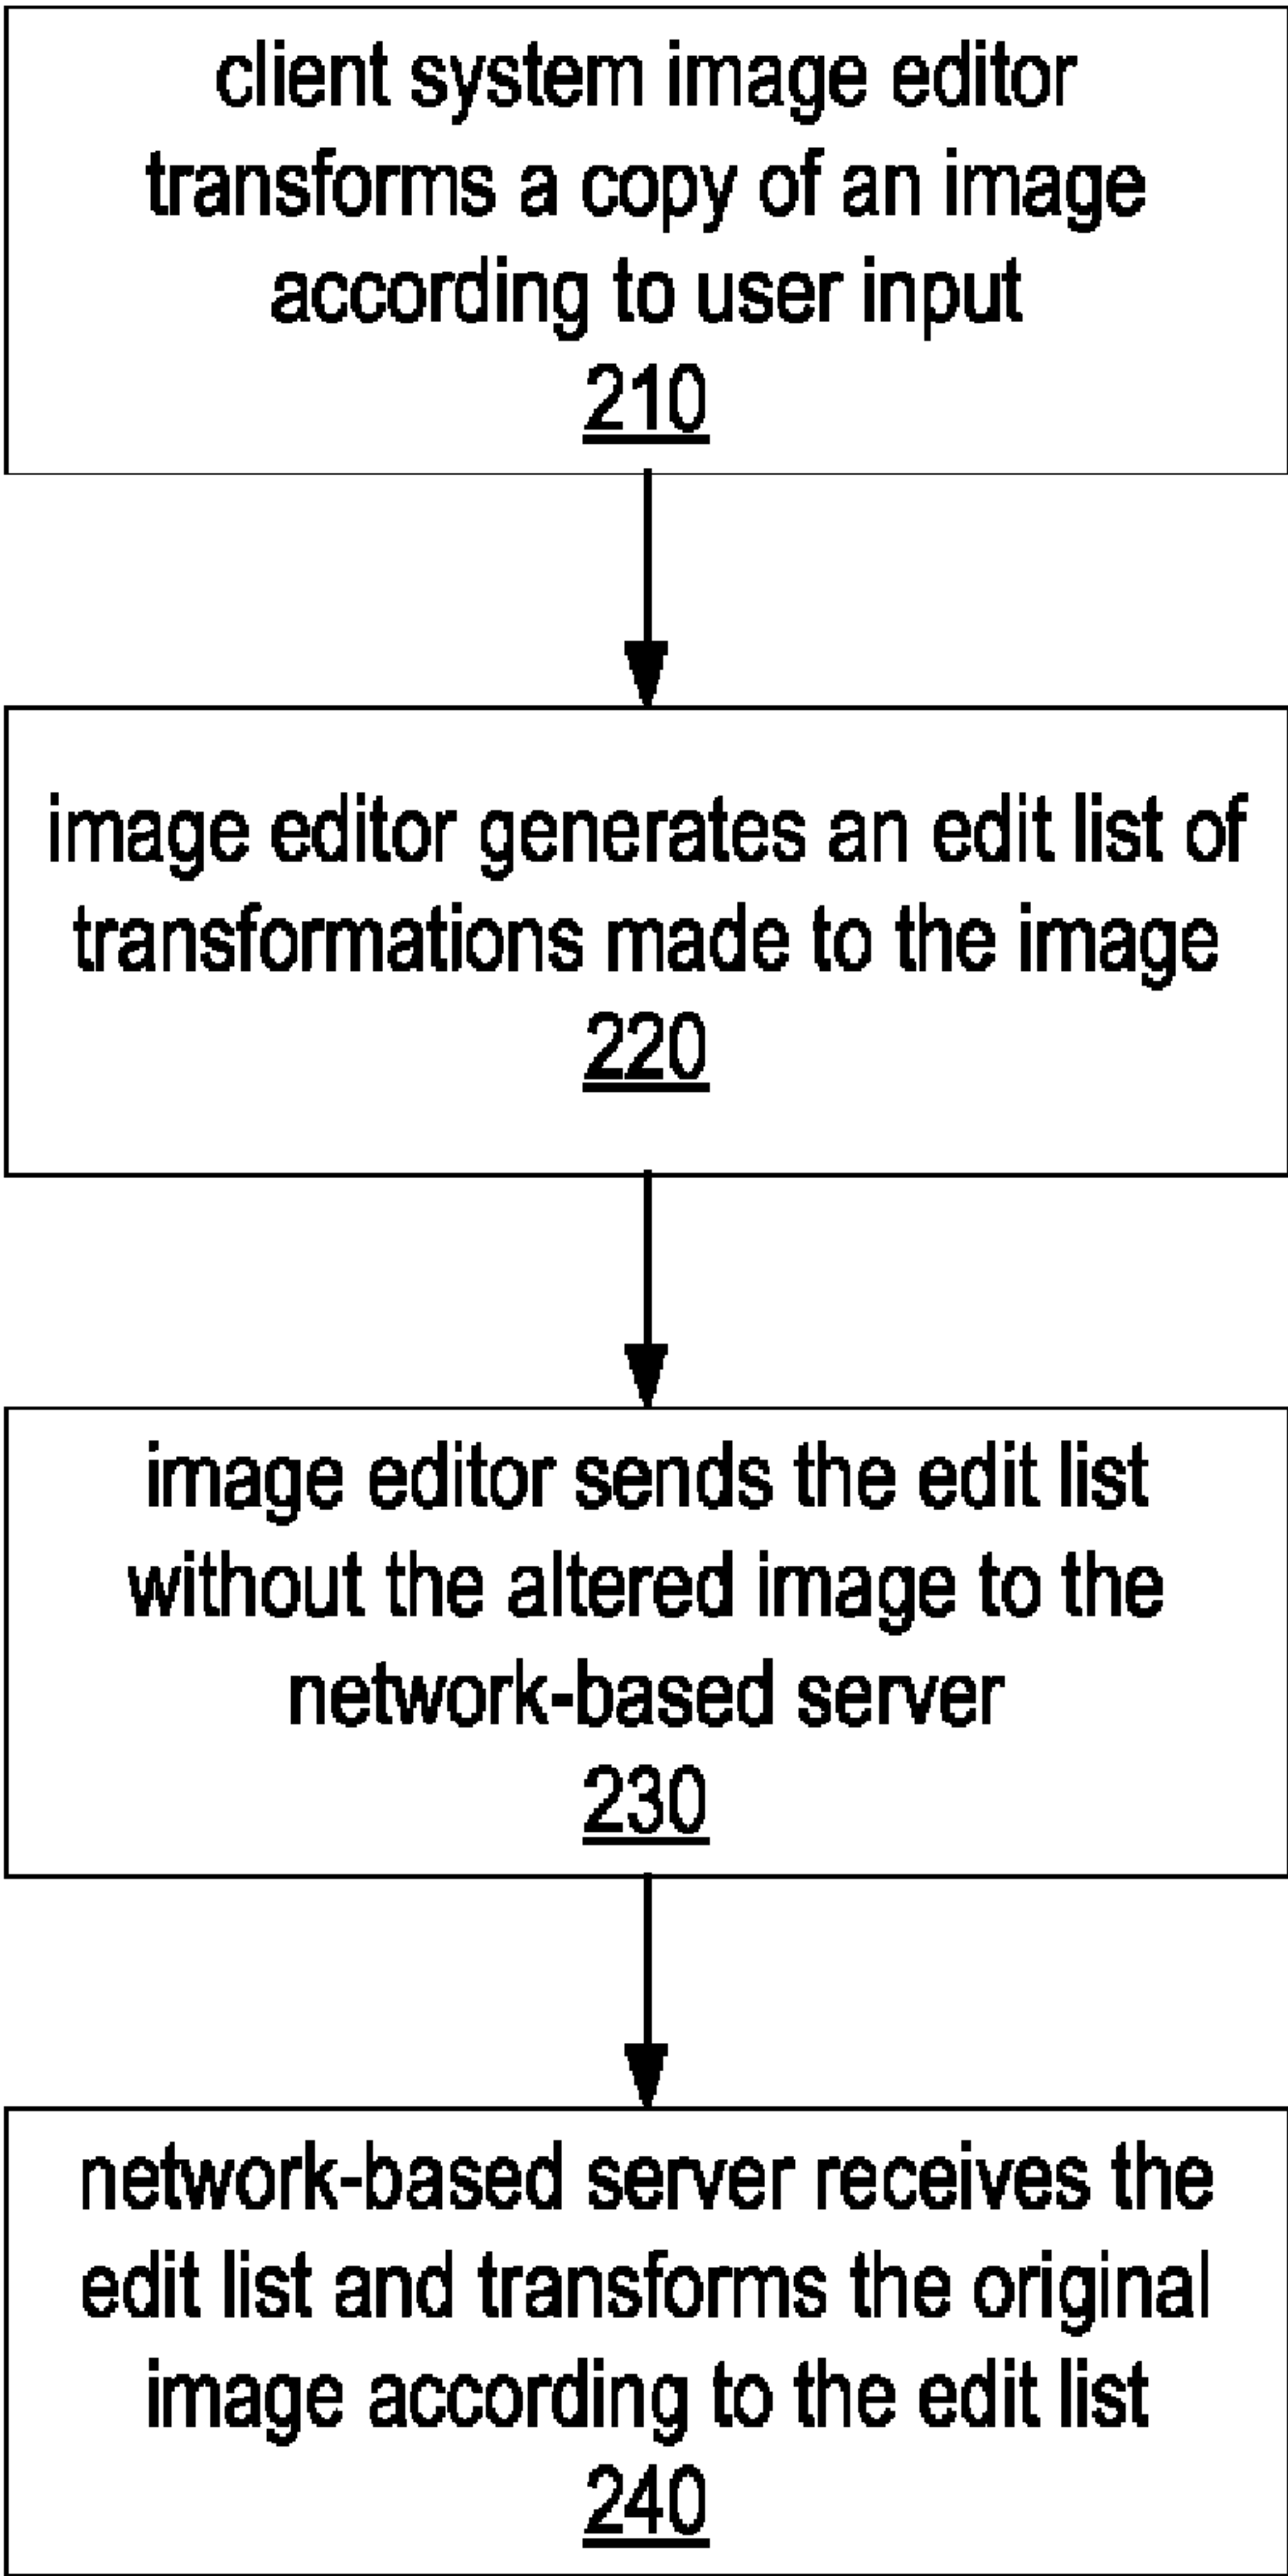 client system image editor
transforms a copy of an image
according to user input
210
image editor generates an edit list of
transformations made to the image
220
image editor sends the edit list
without the altered image to the
network-based server
230
network-based server receives the
edit list and transforms the original
image according to the edit list
240